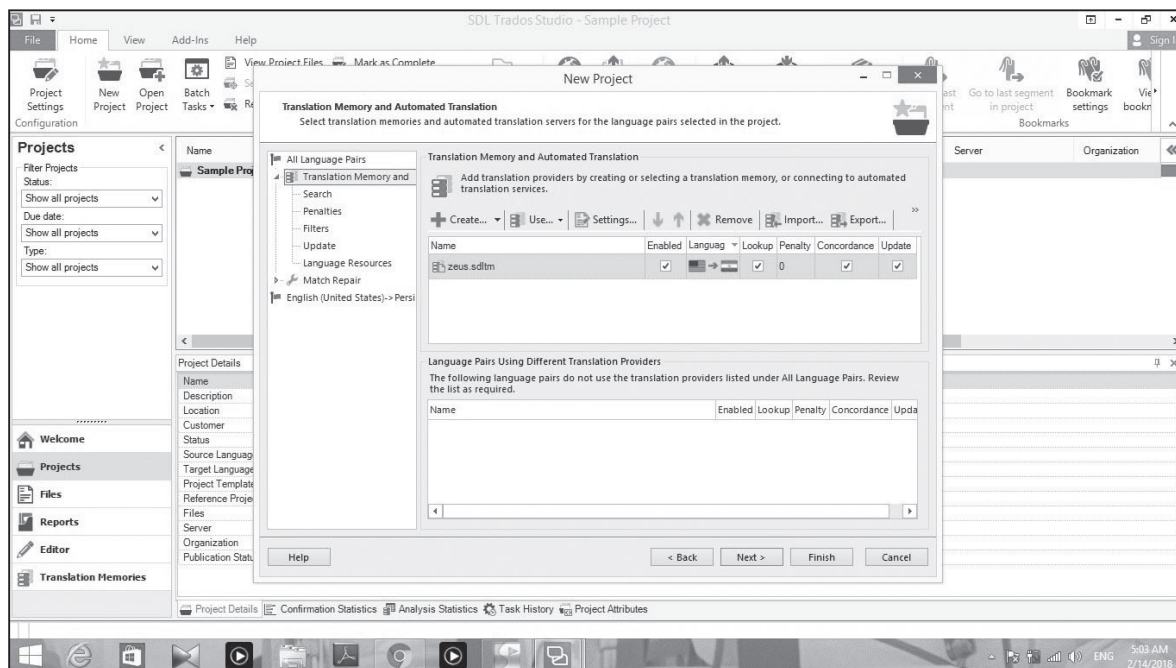 SDL Trados Studio - Sample Project
File Home View Add-Ins Help Sign I
Project Settings
New Project
Open Project
Batch Tasks
View Project Files
Mark as Complete
Go to last segment in project
Bookmark settings
Configuration
Bookmarks
Projects
Filter Projects
Status:
Show all projects
Due date:
Show all projects
Type:
Show all projects
Welcome
Projects
Files
Reports
Editor
Translation Memories
Name
Server Organization
Sample Proj
Project Details
Name
Description
Location
Customer
Status
Source Languag
Target Language
Project Template
Reference Proje
Files
Server
Organization
Publication Statu
New Project
Translation Memory and Automated Translation
Select translation memories and automated translation servers for the language pairs selected in the project.
All Language Pairs
Translation Memory and
Search
Penalties
Filters
Update
Language Resources
Match Repair
English (United States)->Persi
Translation Memory and Automated Translation
Add translation providers by creating or selecting a translation memory, or connecting to automated
translation services.
Create... Use... Settings... Remove Import... Export...
Name Enabled Languag Lookup Penalty Concordance Update
zeus.sdltm 0
Language Pairs Using Different Translation Providers
The following language pairs do not use the translation providers listed under All Language Pairs. Review
the list as required.
Name Enabled Lookup Penalty Concordance Upda
Help < Back Next > Finish Cancel
Project Details Confirmation Statistics Analysis Statistics Task History Project Attributes
ENG
5:03 AM